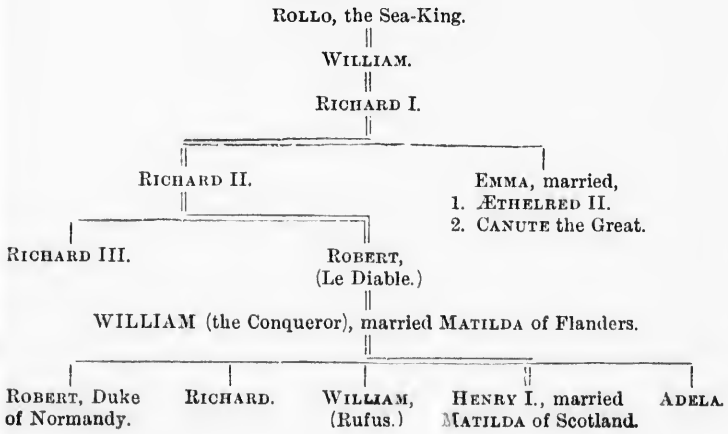 ROLLO, the Sea-King.
WILLIAM.
RICHARD I.
RICHARD II.
EMMA, married,
1. ÆTHELRED II.
2. CANUTE the Great.
RICHARD III.
ROBERT,
(Le Diable.)
WILLIAM (the Conqueror), married MATILDA of Flanders.
ROBERT, Duke
of Normandy.
RICHARD.
WILLIAM,
(Rufus.)
HENRY I., married
MATILDA of Scotland.
ADELA.